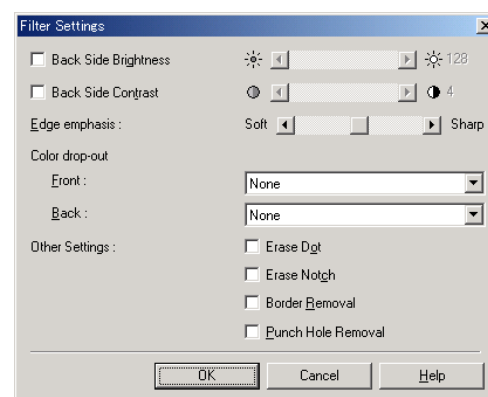 Filter Settings
Back Side Brightness 128
Back Side Contrast 4
Edge emphasis : Soft Sharp
Color drop-out
Front : None
Back : None
Other Settings : Erase Dot
Erase Notch
Border Removal
Punch Hole Removal
OK Cancel Help